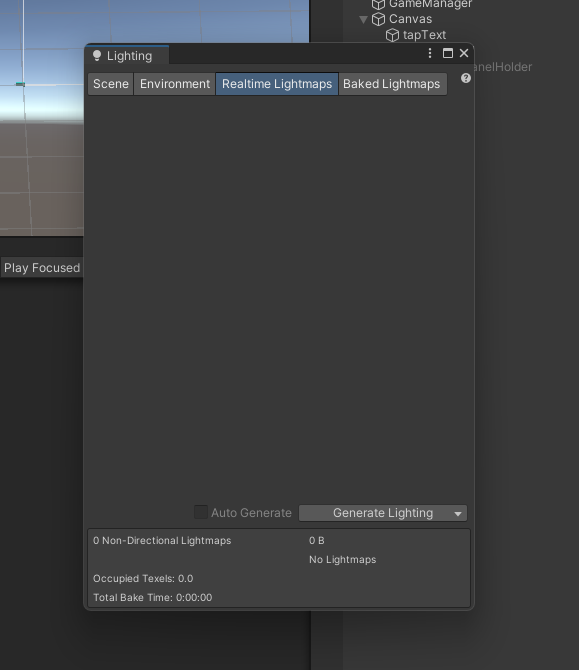 GameManager
Canvas
tapText
Lighting
anelHolder
Scene Environment Realtime Lightmaps Baked Lightmaps
Play Focused
Auto Generate Generate Lighting
0 Non-Directional Lightmaps 0 B
No Lightmaps
Occupied Texels: 0.0
Total Bake Time: 0:00:00